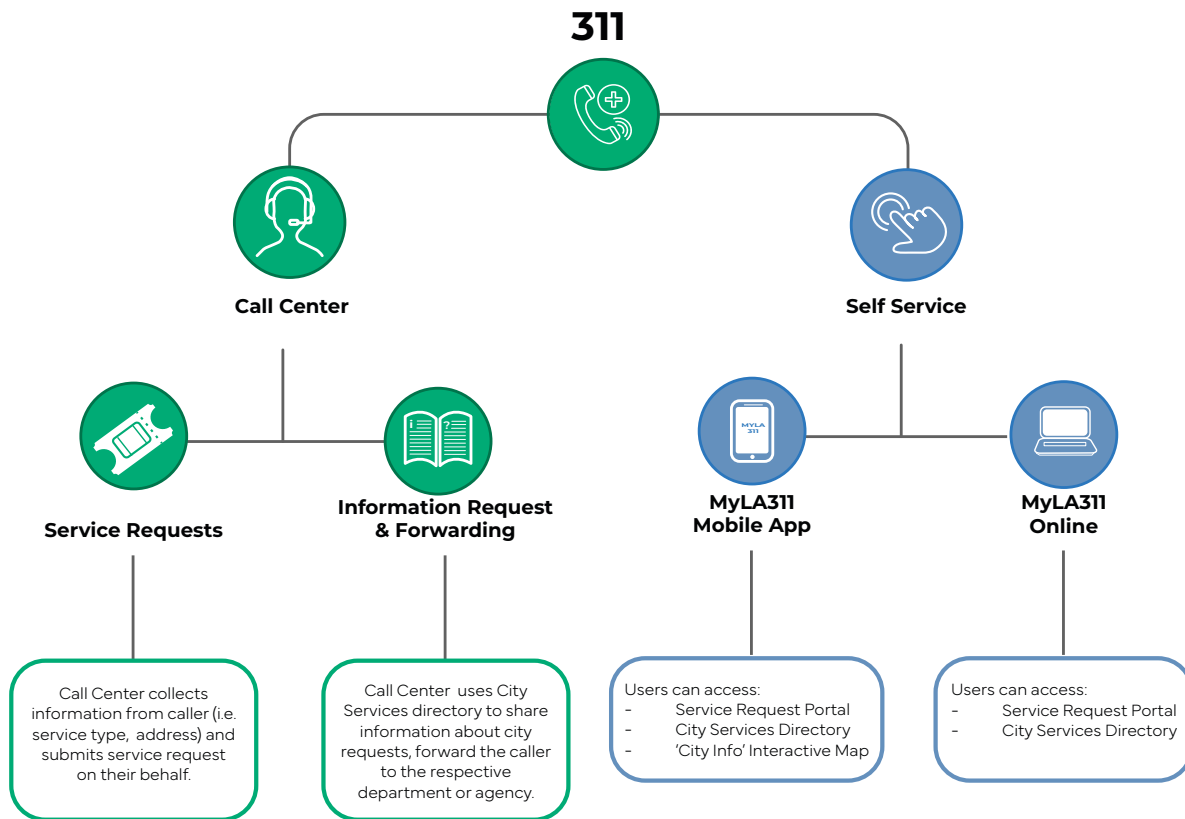 311
Call Center
Self Service
i
?
MYLA
311
Service Requests
Information Request
& Forwarding
MyLA311
Mobile App
MyLA311
Online
Call Center collects
information from caller (i.e.
service type, address) and
submits service request
on their behalf.
Call Center uses City
Services directory to share
information about city
requests, forward the caller
to the respective
department or agency.
Users can access:
- Service Request Portal
- City Services Directory
- 'City Info' Interactive Map
Users can access:
- Service Request Portal
- City Services Directory